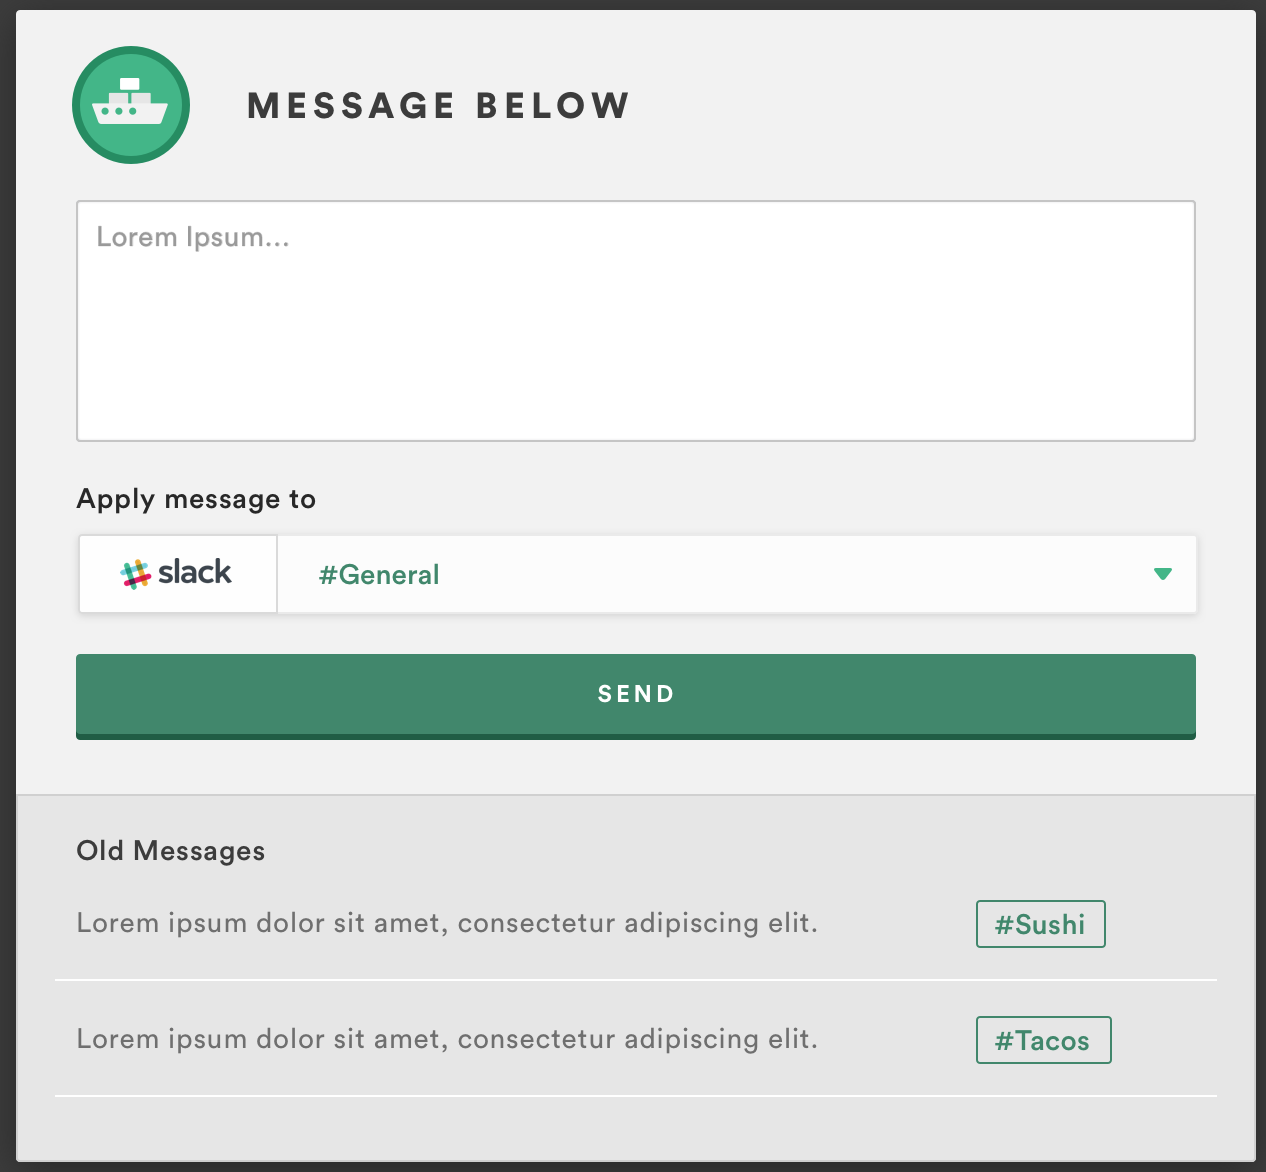 MESSAGE BELOW
Lorem Ipsum...
Apply message to
slack #General
SEND
Old Messages
Lorem ipsum dolor sit amet, consectetur adipiscing elit. #Sushi
Lorem ipsum dolor sit amet, consectetur adipiscing elit. #Tacos